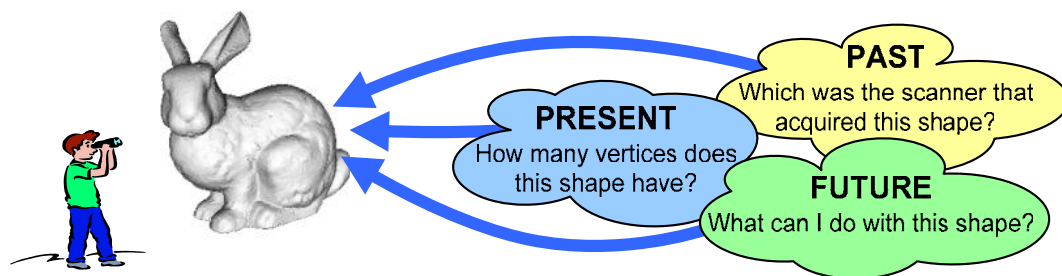 PAST
Which was the scanner that
acquired this shape?
PRESENT
How many vertices does
this shape have?
FUTURE
What can I do with this shape?